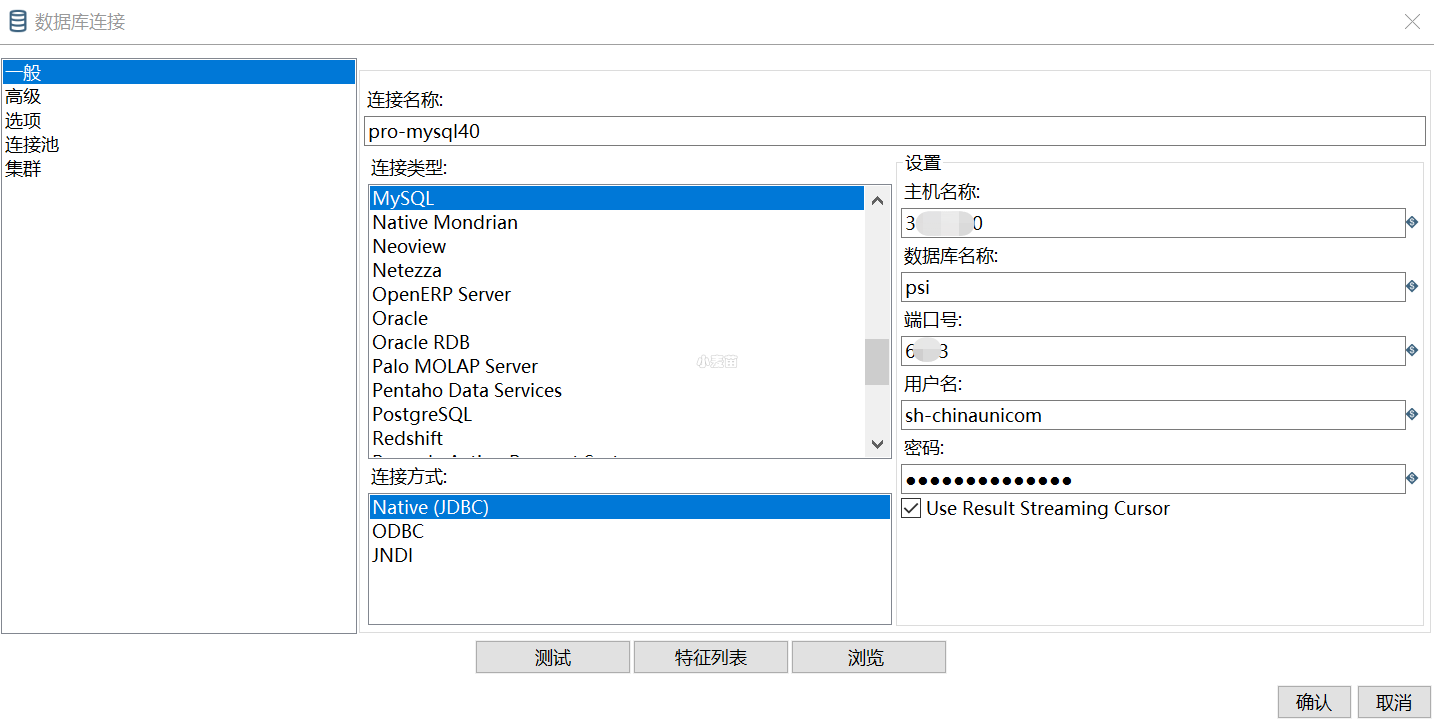 数据库连接
一般
高级
选项
连接池
集群
连接名称:
pro-mysql40
连接类型:
MySQL
Native Mondrian
Neoview
Netezza
OpenERP Server
Oracle
Oracle RDB
Palo MOLAP Server
Pentaho Data Services
PostgreSQL
Redshift
连接方式:
Native (JDBC)
ODBC
JNDI
设置
主机名称:
3 0
数据库名称:
psi
端口号:
6 3
用户名:
sh-chinaunicom
密码:
●●●●●●●●●●●●●●
Use Result Streaming Cursor
测试
特征列表
浏览
确认
取消